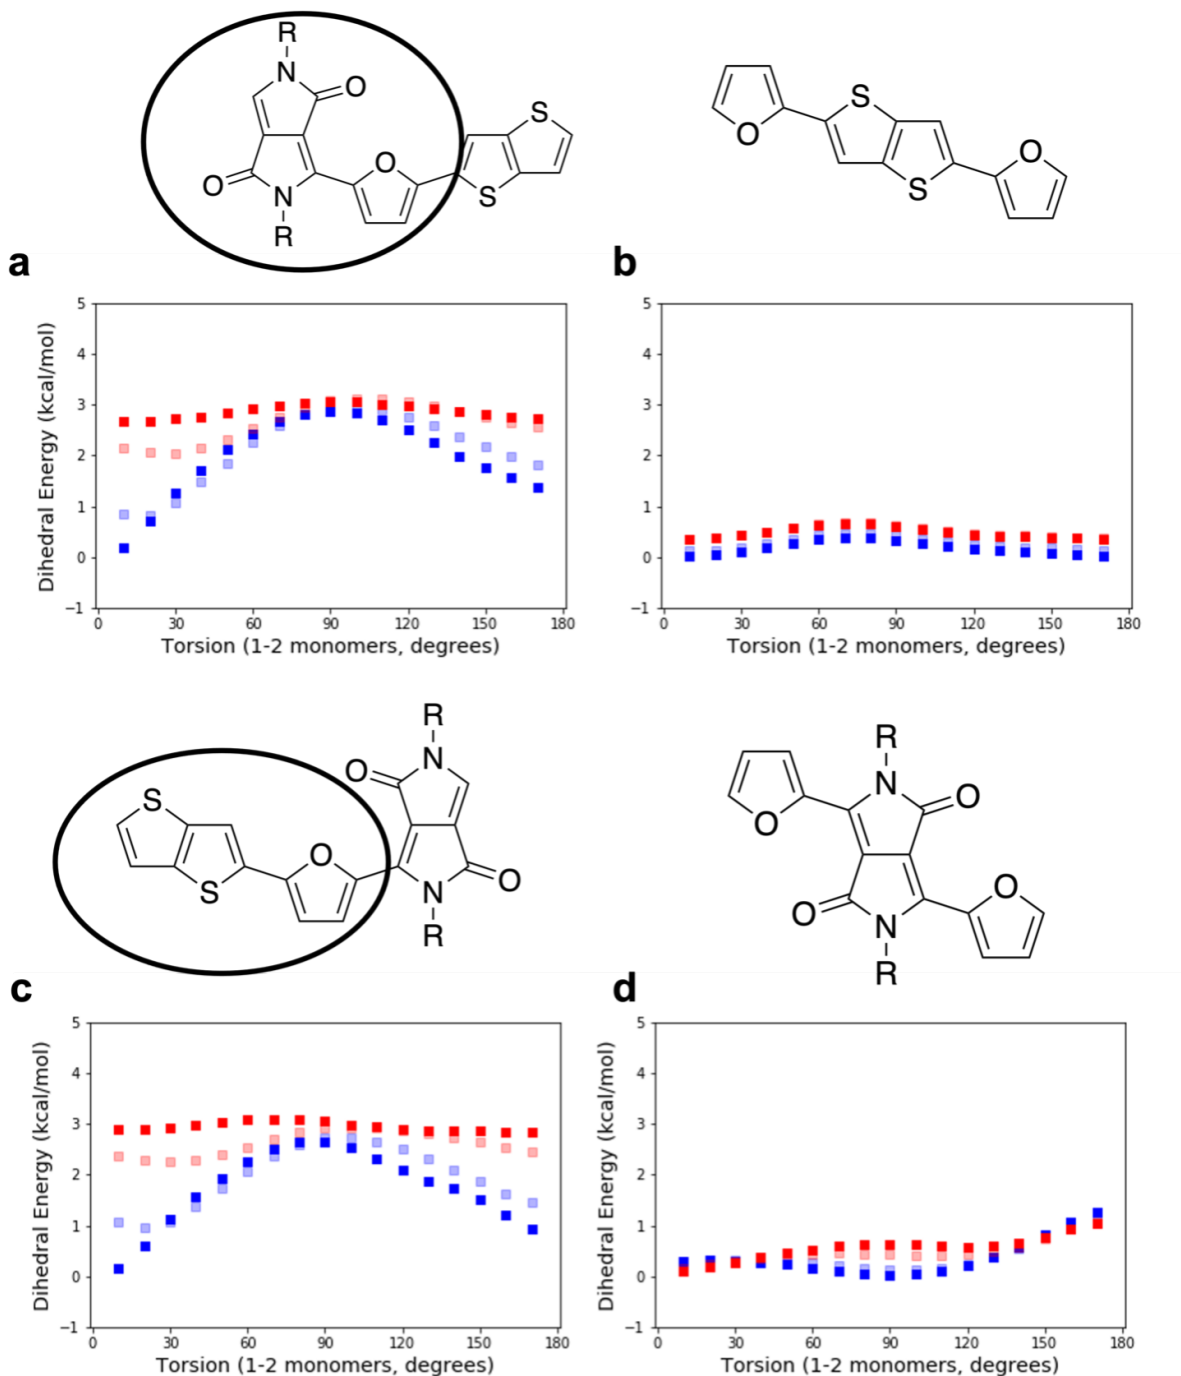 R
N
O
O
N
R
O
S
S
S
O
S
O
a
b
5
4
3
2
1
0
−1
0 30 60 90 120 150 180
Dihedral Energy (kcal/mol)
Torsion (1-2 monomers, degrees)
5
4
3
2
1
0
−1
0 30 60 90 120 150 180
Torsion (1-2 monomers, degrees)
S
S
O
O
R
N
N
O
R
O
R
N
O
O
N
R
O
c
d
5
4
3
2
1
0
−1
0 30 60 90 120 150 180
Dihedral Energy (kcal/mol)
Torsion (1-2 monomers, degrees)
5
4
3
2
1
0
−1
0 30 60 90 120 150 180
Dihedral Energy (kcal/mol)
Torsion (1-2 monomers, degrees)